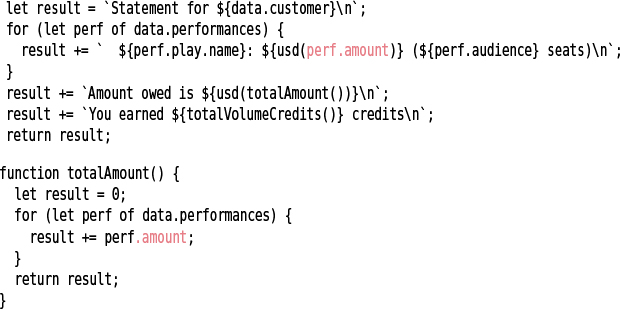 let result = `Statement for ${data.customer}\n`;
for (let perf of data.performances) {
result += `  ${perf.play.name}: ${usd(perf.amount)} (${perf.audience} seats)\n`;
}
result += `Amount owed is ${usd(totalAmount())}\n`;
result += `You earned ${totalVolumeCredits()} credits\n`;
return result;
function totalAmount() {
let result = 0;
for (let perf of data.performances) {
result += perf.amount;
}
return result;
}